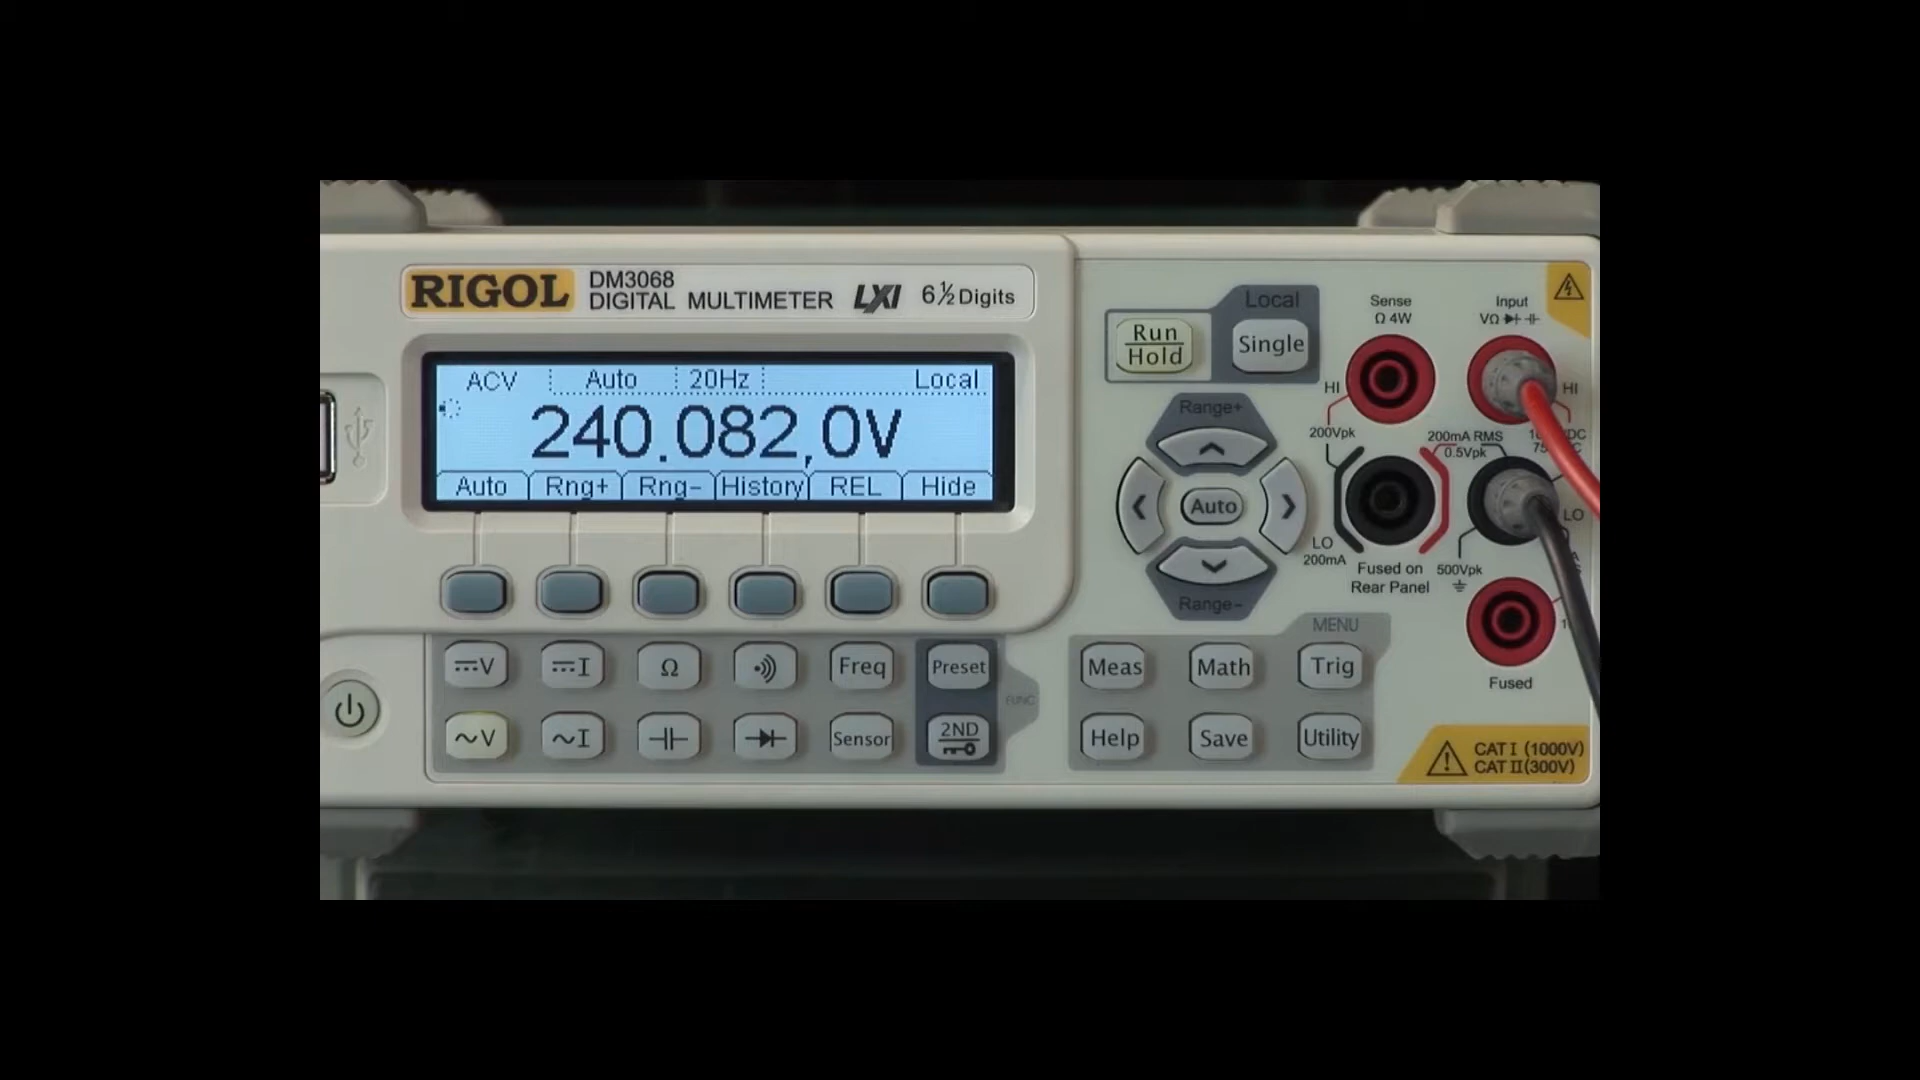 RIGOL
DM3068
DIGITAL MULTIMETER
LXI
6½ Digits
ACV Auto 20Hz Local
240.082,0V
Auto Rng+ Rng- History REL Hide
Run
Hold
Local
Single
Range+
Auto
Range-
Sense
Ω 4W
Input
VΩ
HI
HI
200Vpk
200mA RMS
0.5Vpk
LO
200mA
LO
Fused on
Rear Panel
500Vpk
Fused
V I Ω Freq Preset
~V ~I Sensor 2ND
FUNC
MENU
Meas Math Trig
Help Save Utility
CAT I (1000V)
CAT II (300V)